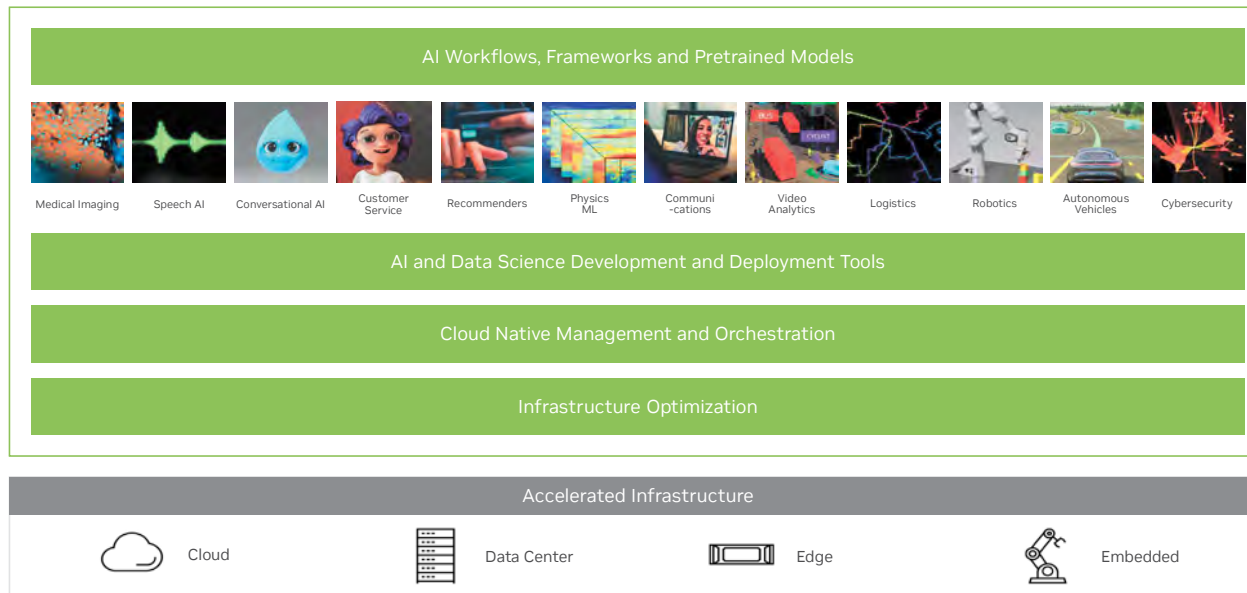 AI Workflows, Frameworks and Pretrained Models
BUS
Medical Imaging
Speech AI
Conversational AI
Customer
Service
Recommenders
Physics
ML
Communi
-cations
Video
Analytics
Logistics
Robotics
Autonomous
Vehicles
Cybersecurity
AI and Data Science Development and Deployment Tools
Cloud Native Management and Orchestration
Infrastructure Optimization
Accelerated Infrastructure
Cloud
Data Center
Edge
Embedded